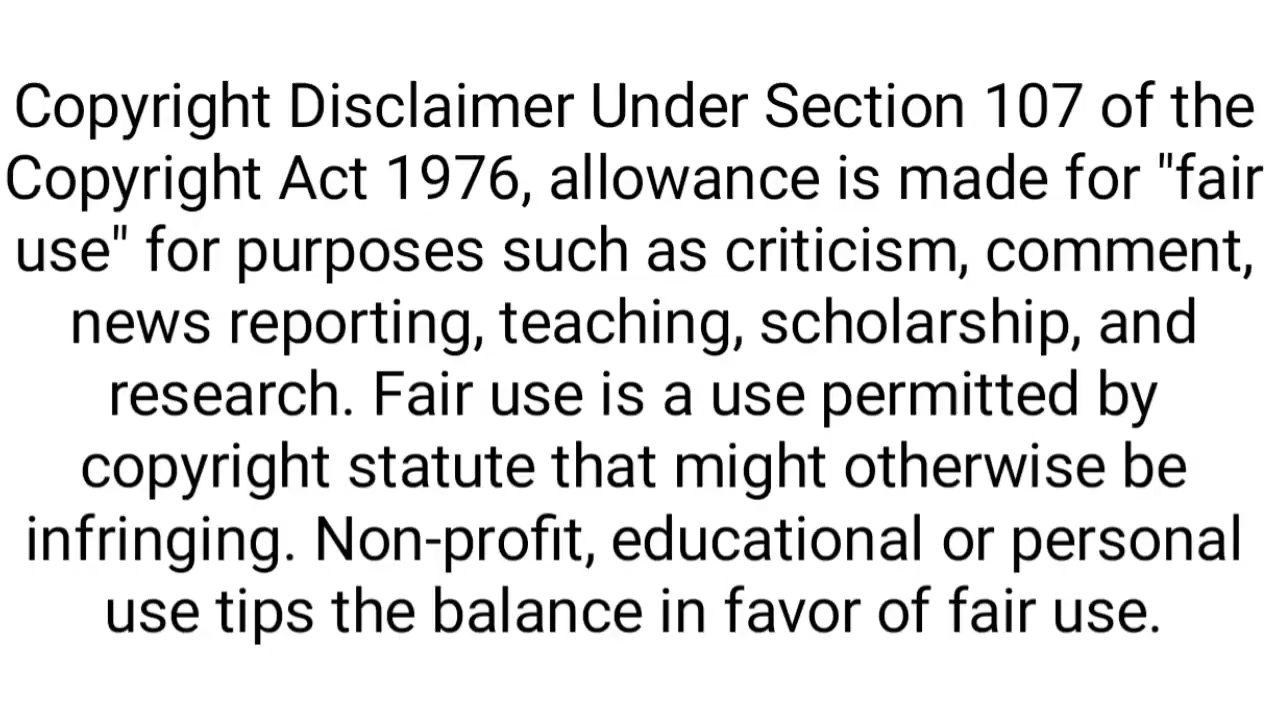 Copyright Disclaimer Under Section 107 of the
Copyright Act 1976, allowance is made for "fair
use" for purposes such as criticism, comment,
news reporting, teaching, scholarship, and
research. Fair use is a use permitted by
copyright statute that might otherwise be
infringing. Non-profit, educational or personal
use tips the balance in favor of fair use.